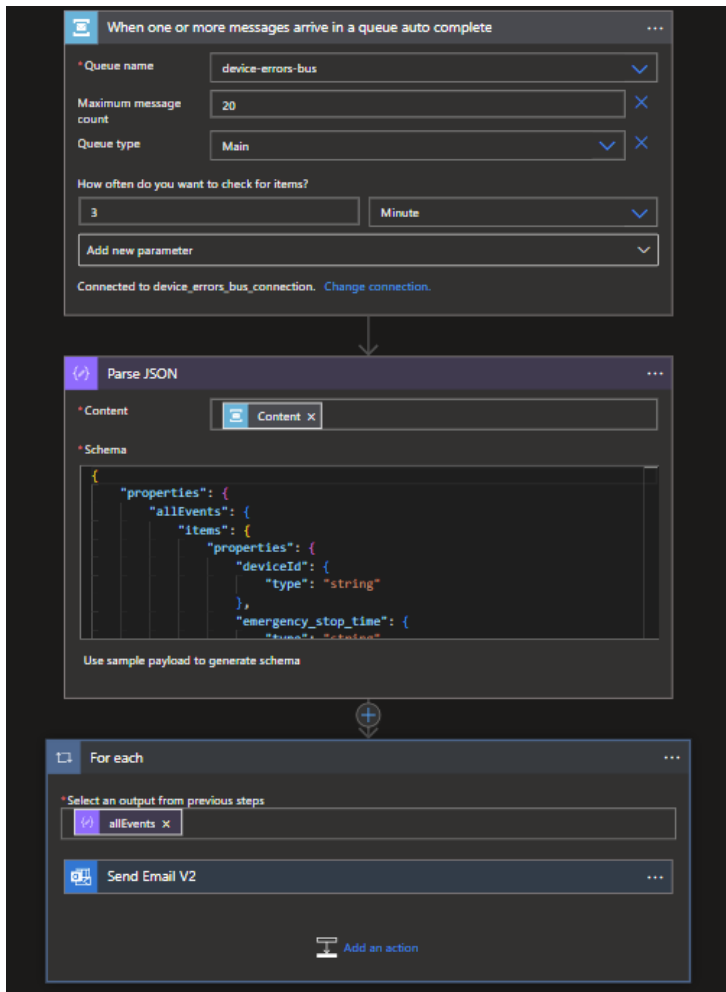 When one or more messages arrive in a queue auto complete
* Queue name
device-errors-bus
Maximum message
count
20
Queue type
Main
How often do you want to check for items?
3
Minute
Add new parameter
Connected to device_errors_bus_connection. Change connection.
Parse JSON
* Content
Content ×
* Schema
{
"properties": {
"allEvents": {
"items": {
"properties": {
"deviceId": {
"type": "string"
},
"emergency_stop_time": {
"type": "string"
Use sample payload to generate schema
For each
*Select an output from previous steps
allEvents ×
Send Email V2
Add an action